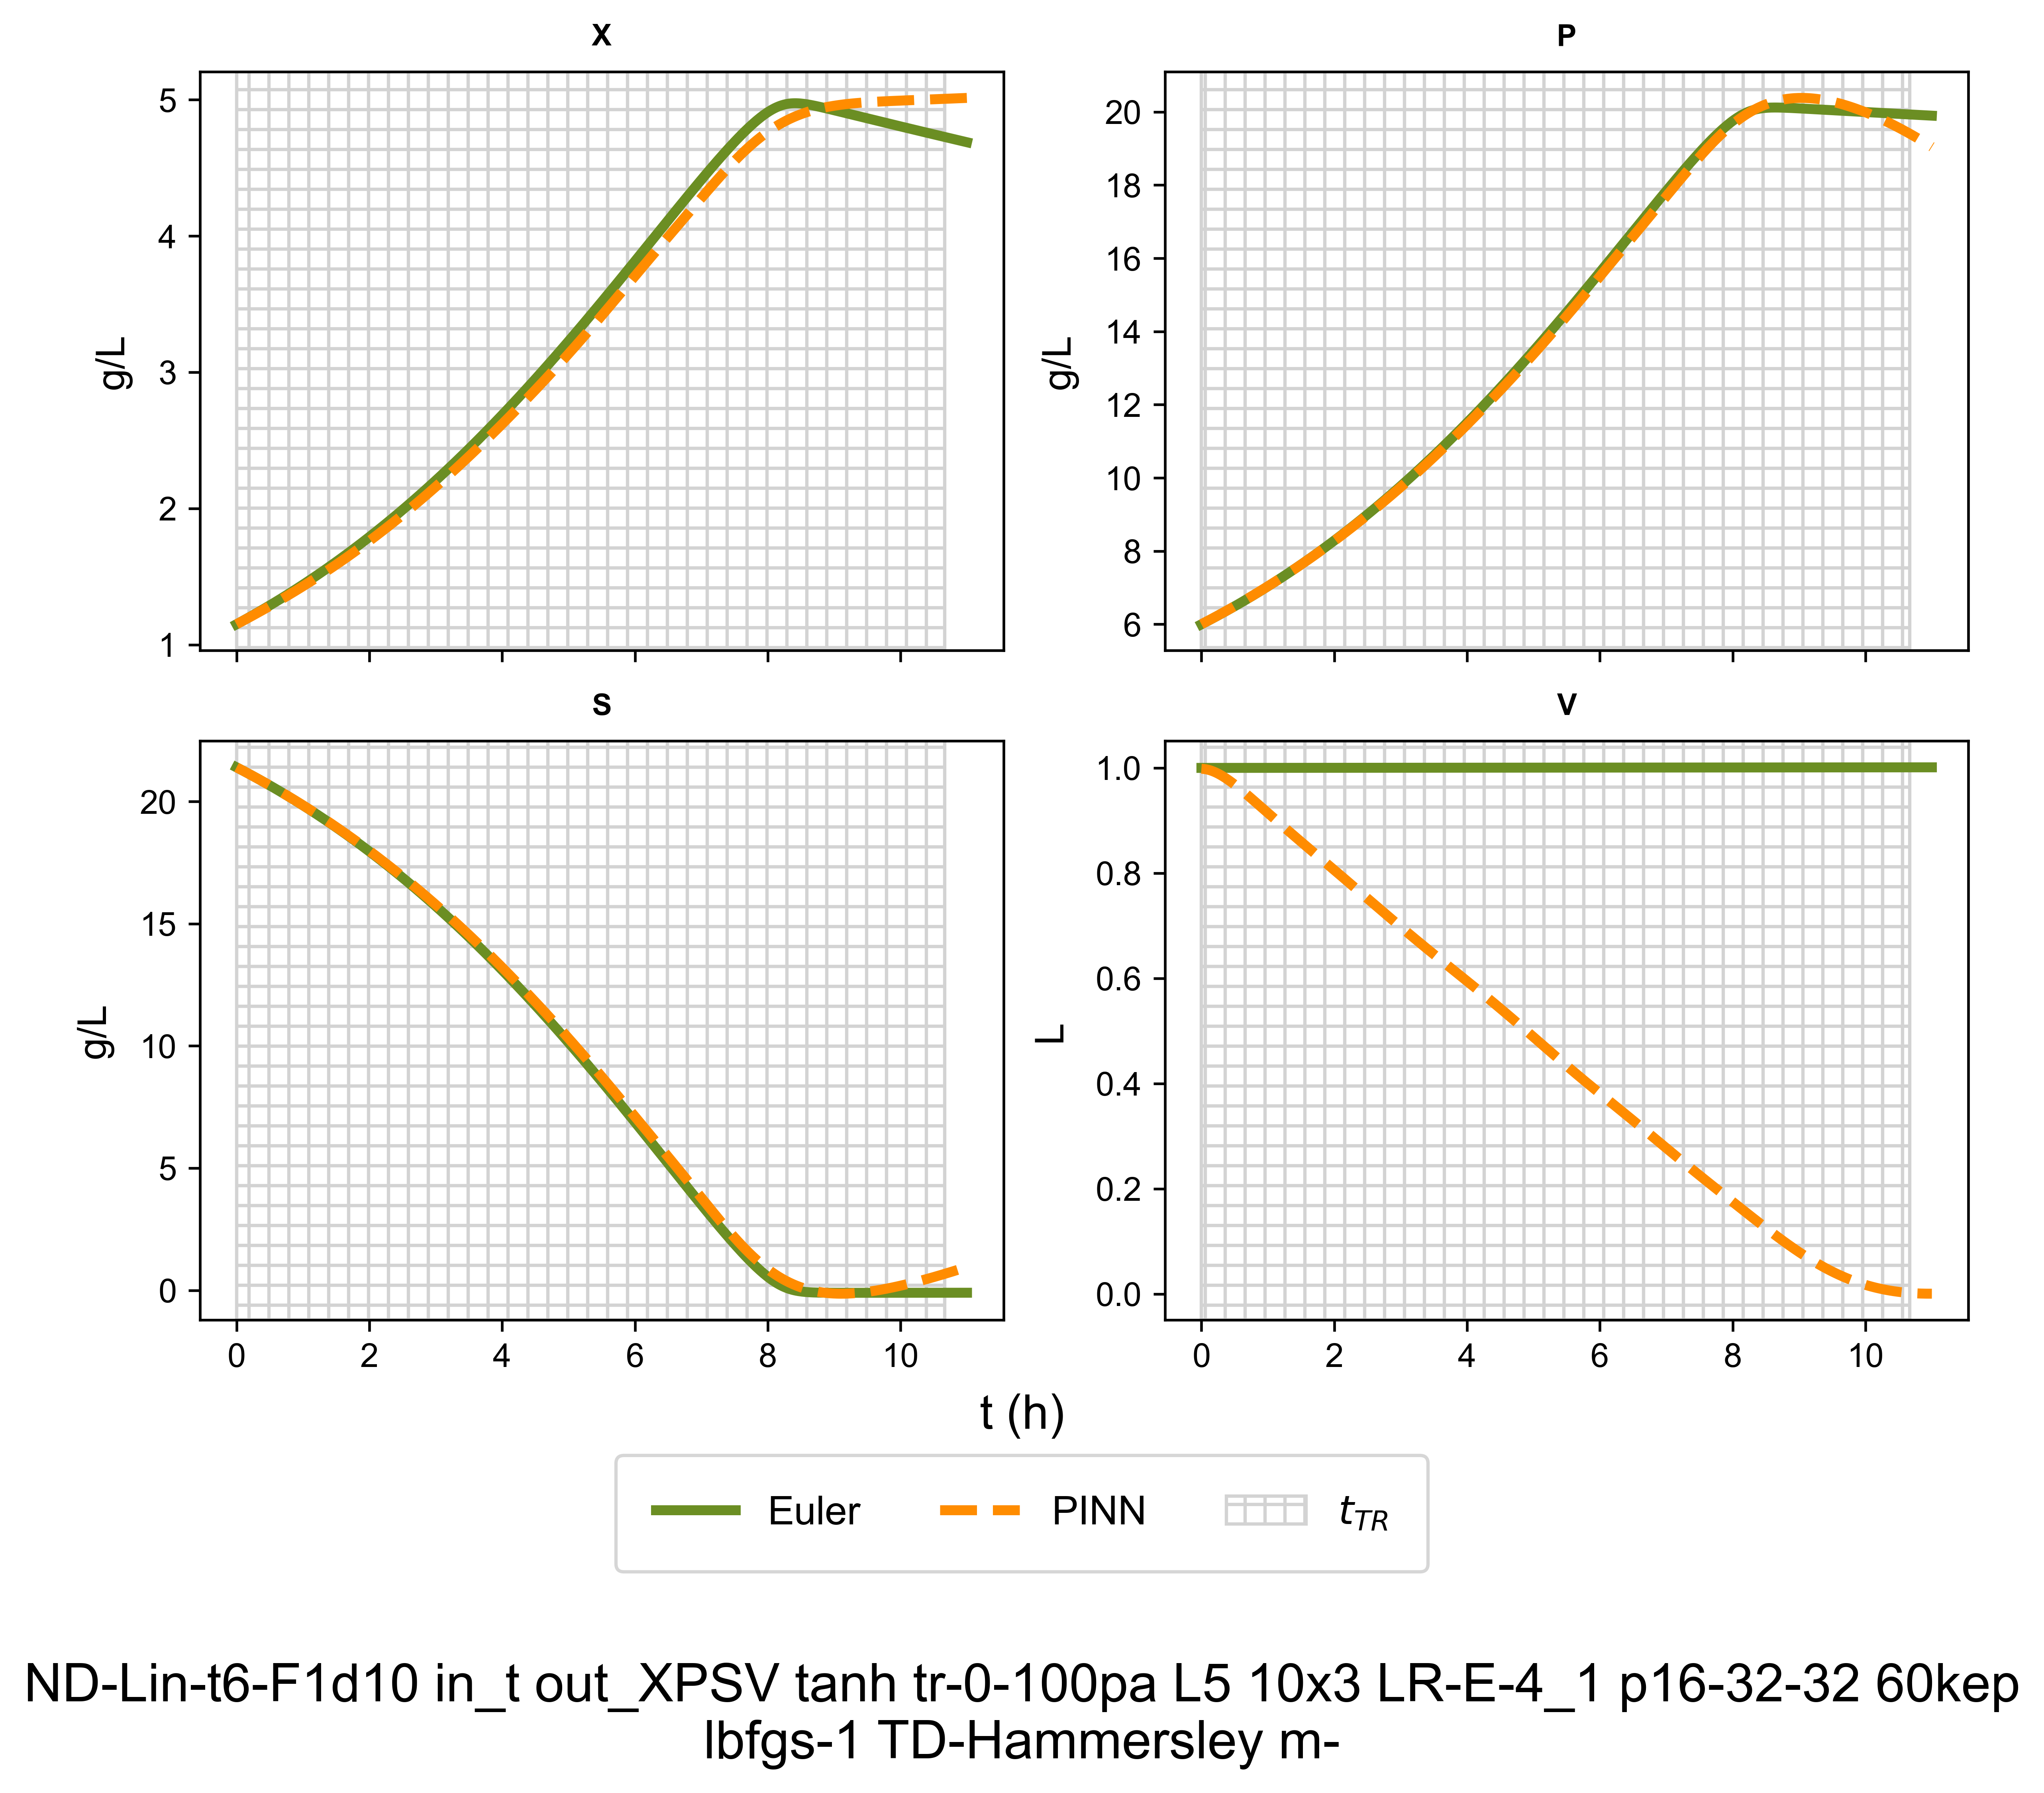 X
P
5
4
3
2
1
g/L
20
18
16
14
12
10
8
6
g/L
S
V
20
15
10
5
0
g/L
0 2 4 6 8 10
1.0
0.8
0.6
0.4
0.2
0.0
L
0 2 4 6 8 10
t (h)
Euler PINN t_TR
ND-Lin-t6-F1d10 in_t out_XPSV tanh tr-0-100pa L5 10x3 LR-E-4_1 p16-32-32 60kep
lbfgs-1 TD-Hammersley m-